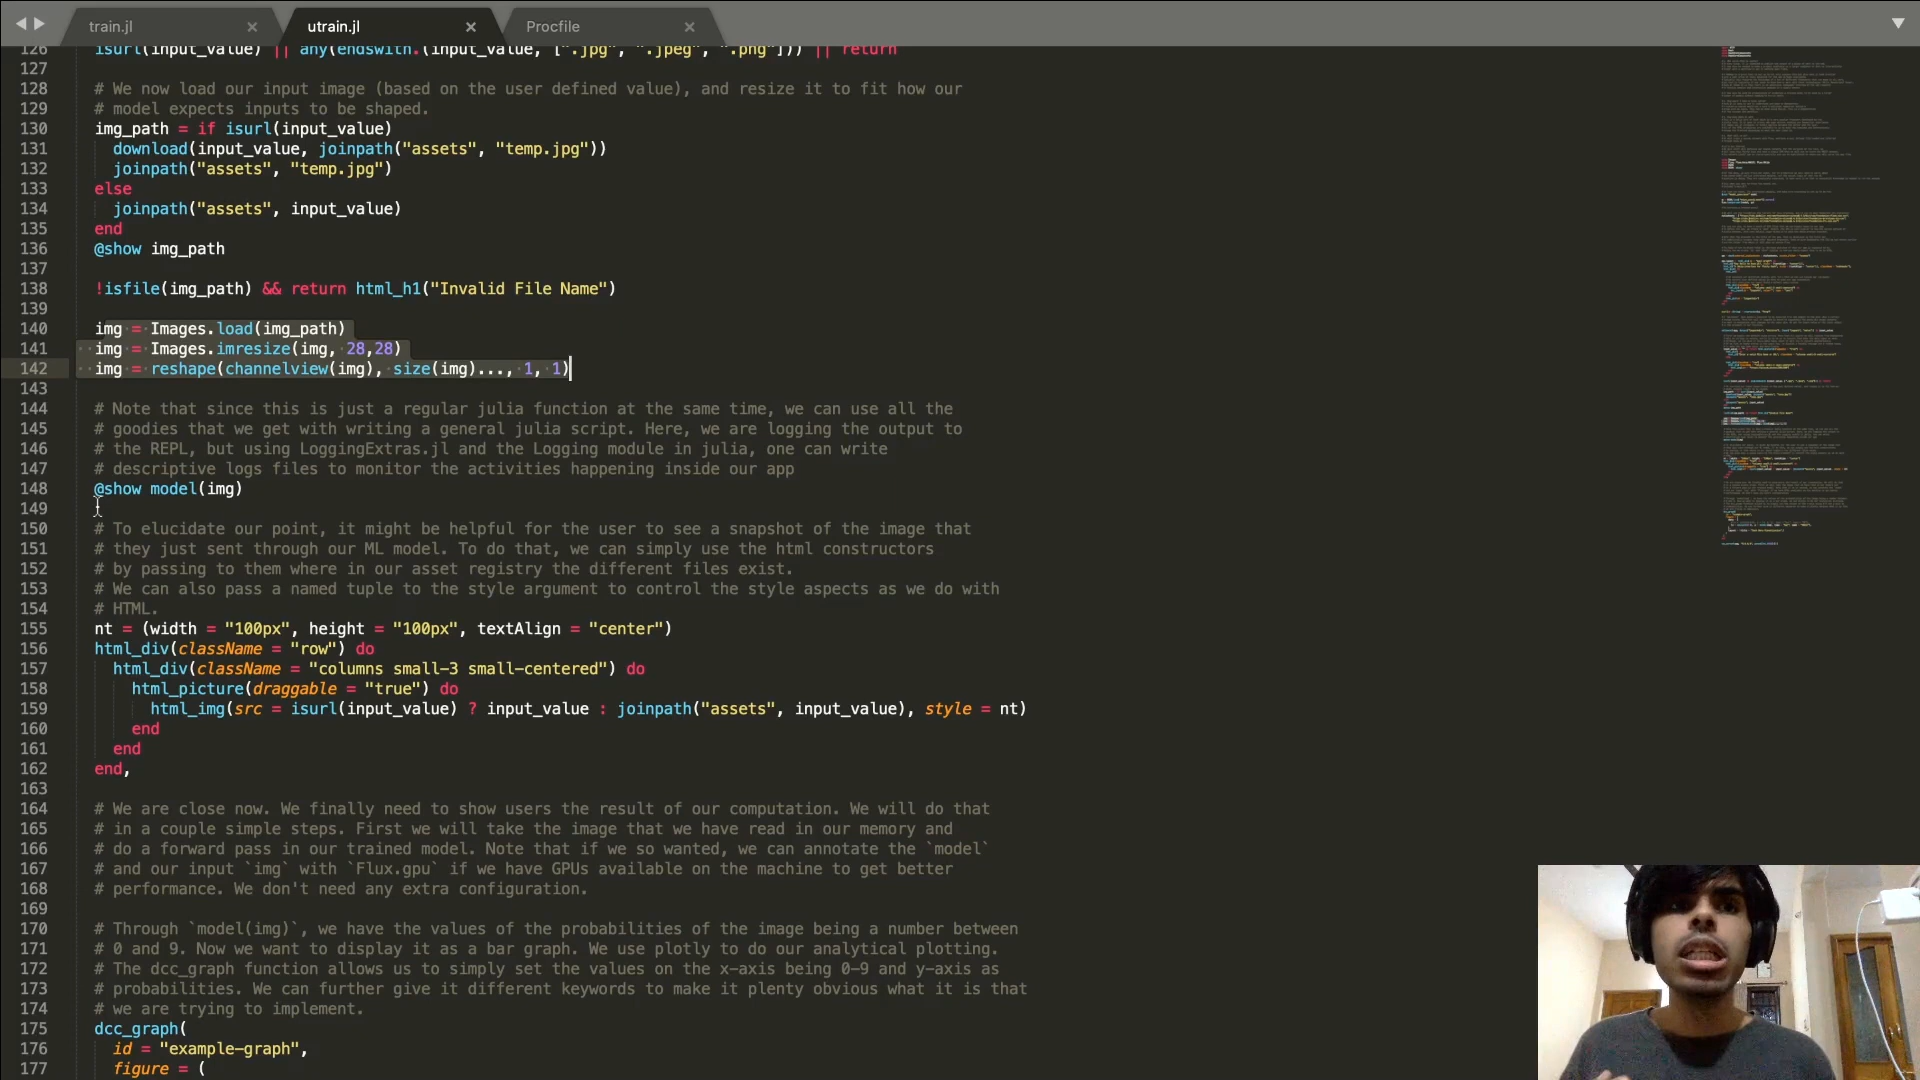 train.jl × utrain.jl × Procfile ×
126 isurl(input_value) || any(endswith.(input_value, [".jpg", ".jpeg", ".png"])) || return
127
128 # We now load our input image (based on the user defined value), and resize it to fit how our
129 # model expects inputs to be shaped.
130 img_path = if isurl(input_value)
131 download(input_value, joinpath("assets", "temp.jpg"))
132 joinpath("assets", "temp.jpg")
133 else
134 joinpath("assets", input_value)
135 end
136 @show img_path
137
138 !isfile(img_path) && return html_h1("Invalid File Name")
139
140 img = Images.load(img_path)
141 img = Images.imresize(img, 28,28)
142 img = reshape(channelview(img), size(img)..., 1, 1)
143
144 # Note that since this is just a regular julia function at the same time, we can use all the
145 # goodies that we get with writing a general julia script. Here, we are logging the output to
146 # the REPL, but using LoggingExtras.jl and the Logging module in julia, one can write
147 # descriptive logs files to monitor the activities happening inside our app
148 @show model(img)
149
150 # To elucidate our point, it might be helpful for the user to see a snapshot of the image that
151 # they just sent through our ML model. To do that, we can simply use the html constructors
152 # by passing to them where in our asset registry the different files exist.
153 # We can also pass a named tuple to the style argument to control the style aspects as we do with
154 # HTML.
155 nt = (width = "100px", height = "100px", textAlign = "center")
156 html_div(className = "row") do
157 html_div(className = "columns small-3 small-centered") do
158 html_picture(draggable = "true") do
159 html_img(src = isurl(input_value) ? input_value : joinpath("assets", input_value), style = nt)
160 end
161 end
162 end,
163
164 # We are close now. We finally need to show users the result of our computation. We will do that
165 # in a couple simple steps. First we will take the image that we have read in our memory and
166 # do a forward pass in our trained model. Note that if we so wanted, we can annotate the `model`
167 # and our input `img` with `Flux.gpu` if we have GPUs available on the machine to get better
168 # performance. We don't need any extra configuration.
169
170 # Through `model(img)`, we have the values of the probabilities of the image being a number between
171 # 0 and 9. Now we want to display it as a bar graph. We use plotly to do our analytical plotting.
172 # The dcc_graph function allows us to simply set the values on the x-axis being 0-9 and y-axis as
173 # probabilities. We can further give it different keywords to make it plenty obvious what it is that
174 # we are trying to implement.
175 dcc_graph(
176 id = "example-graph",
177 figure = (